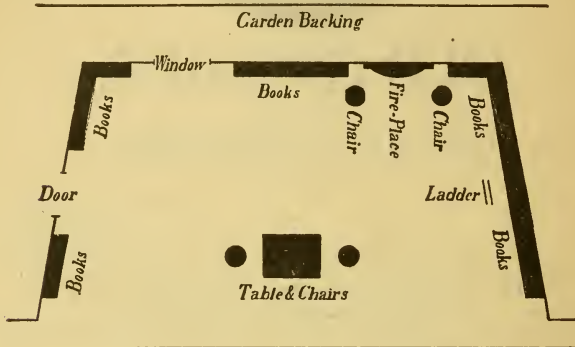 Garden Backing
Window
Books
Books
Chair
Fire-Place
Chair
Books
Door
Ladder
Books
Books
Table & Chairs